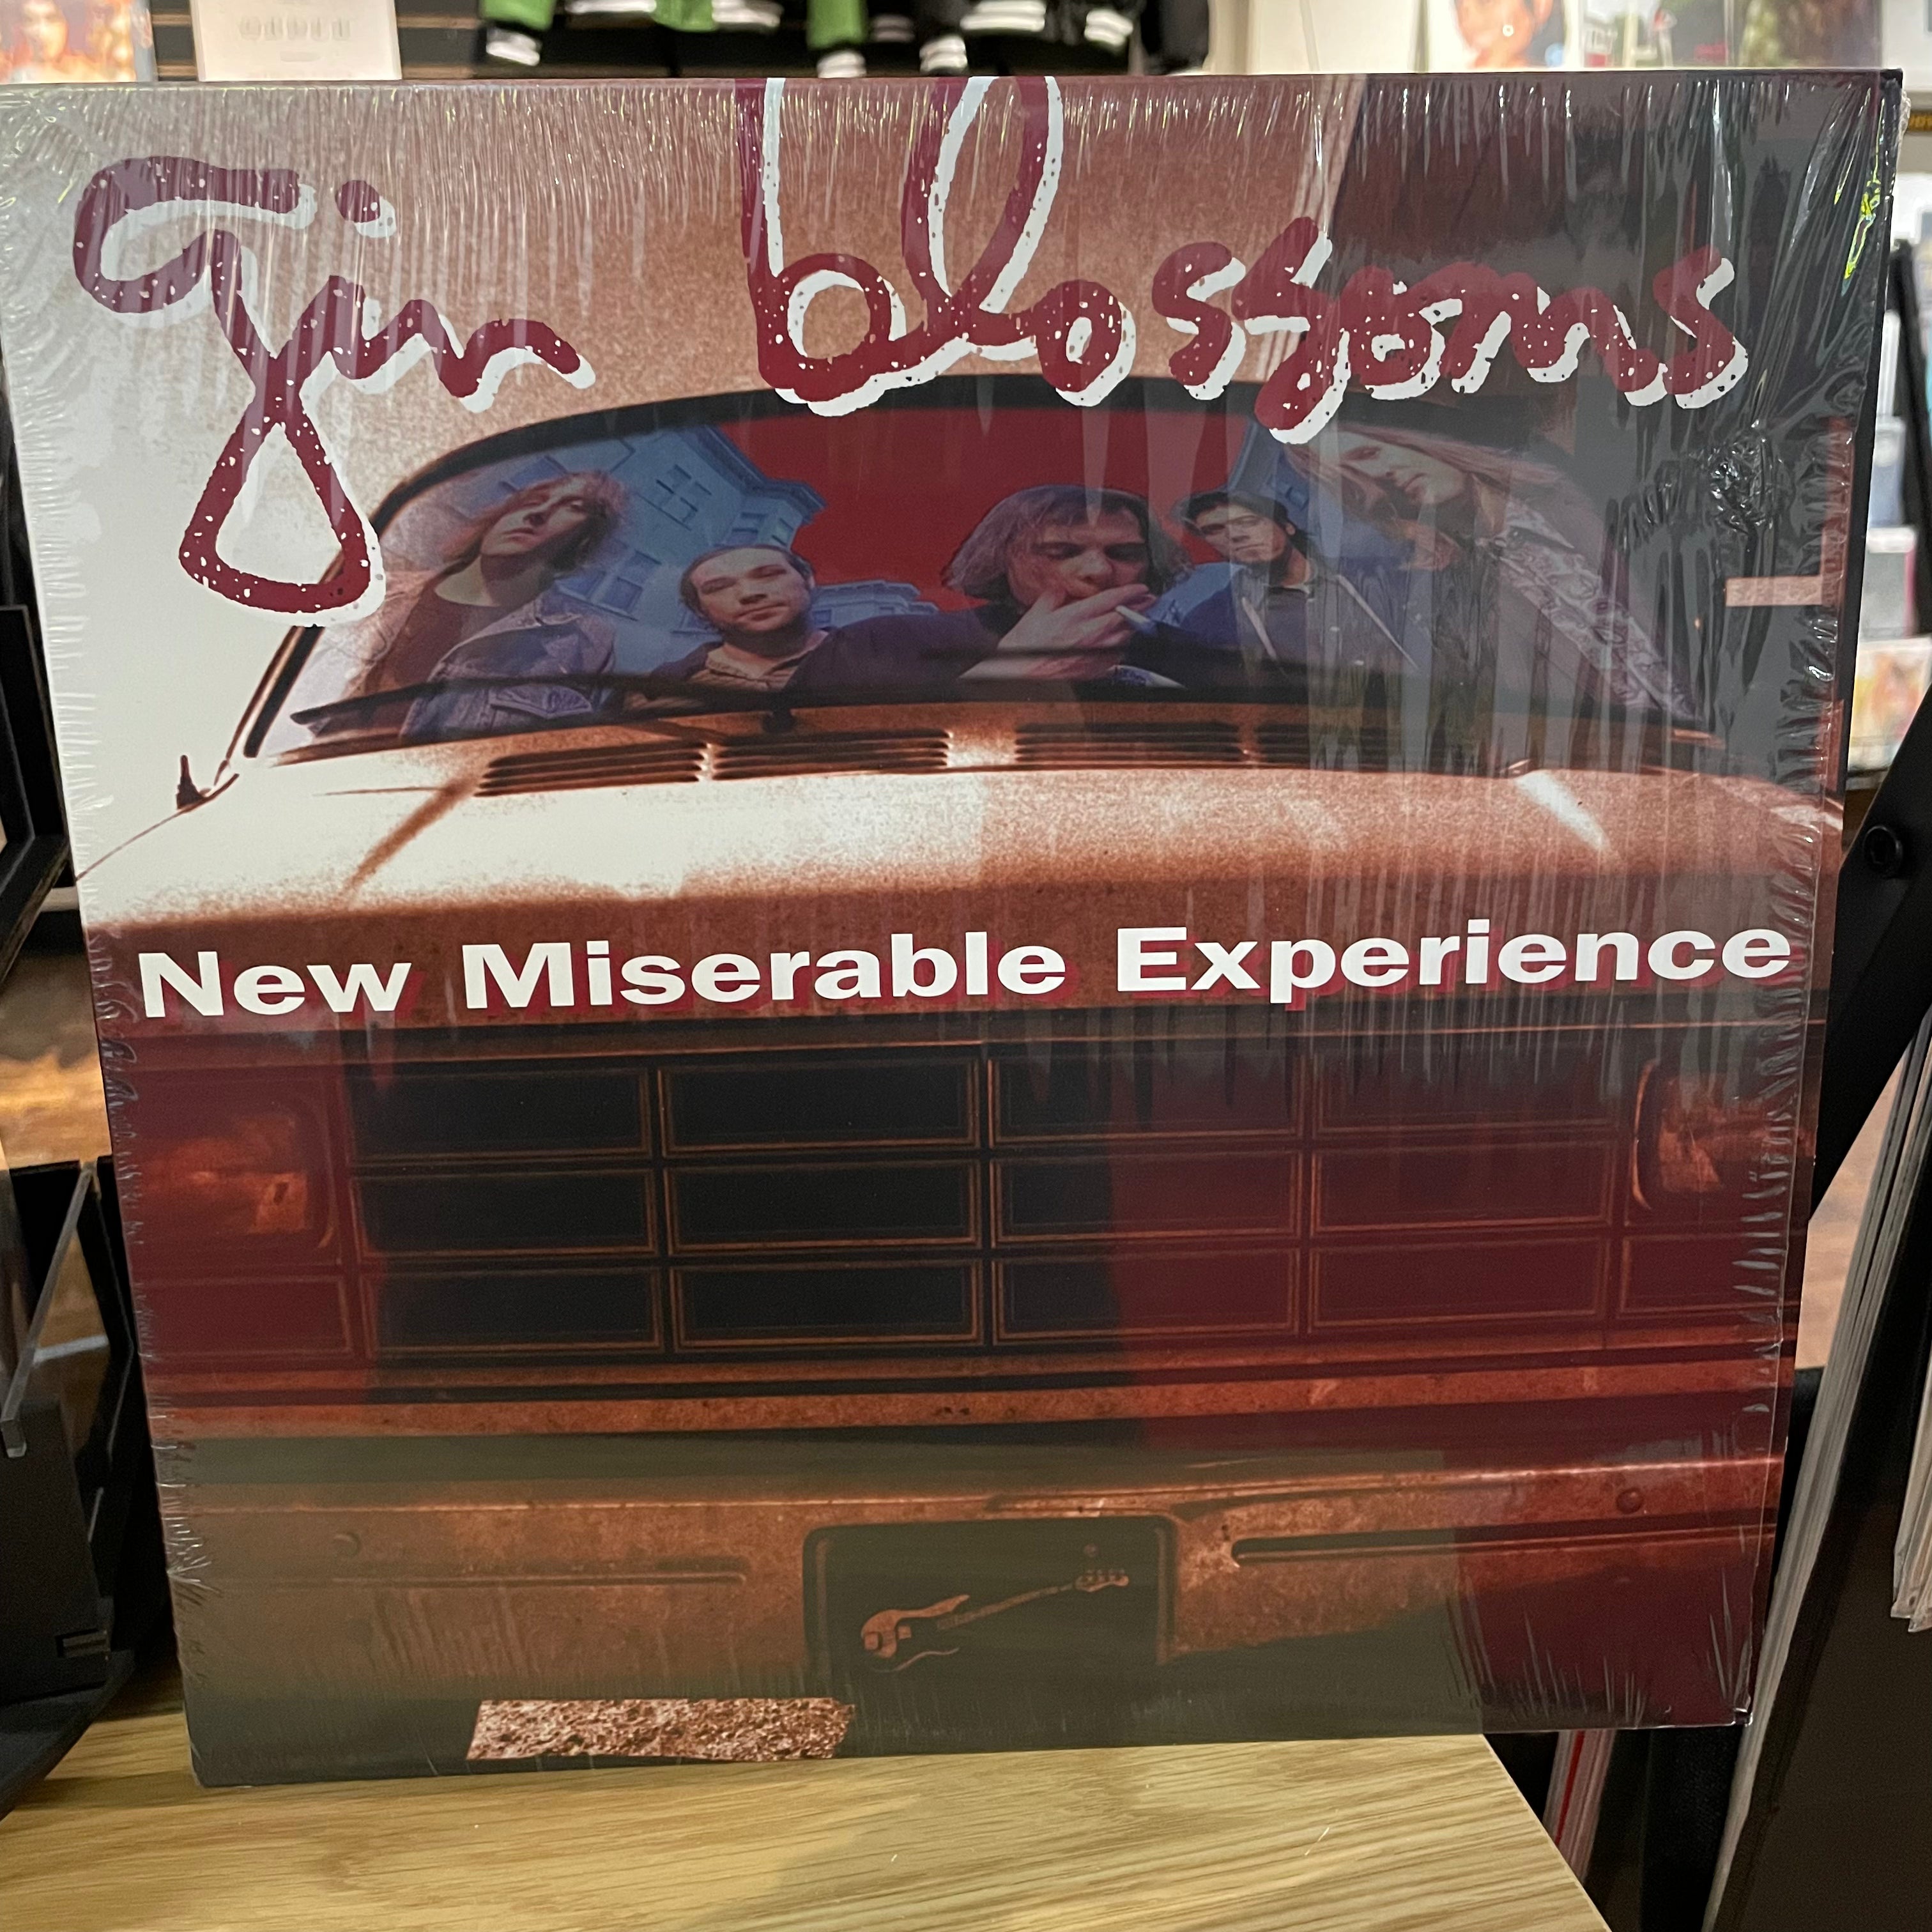 gin blossoms
New Miserable Experience